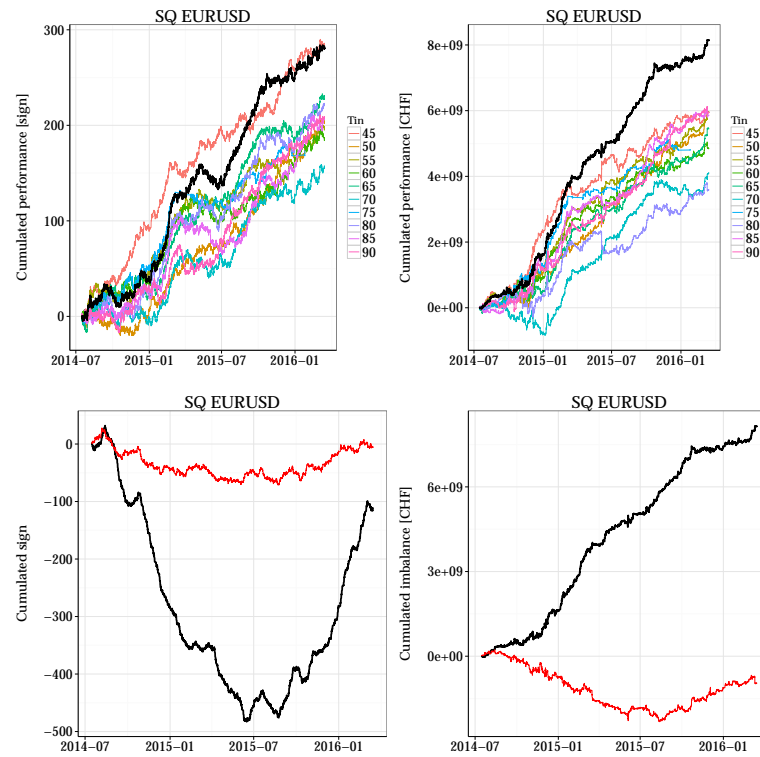 SQ EURUSD
Cumulated performance [sign]
300
200
100
0
2014−07
2015−01
2015−07
2016−01
Tin
45
50
55
60
65
70
75
80
85
90
SQ EURUSD
Cumulated performance [CHF]
8e+09
6e+09
4e+09
2e+09
0e+00
2014−07
2015−01
2015−07
2016−01
Tin
45
50
55
60
65
70
75
80
85
90
SQ EURUSD
Cumulated sign
0
−100
−200
−300
−400
−500
2014−07
2015−01
2015−07
2016−01
SQ EURUSD
Cumulated imbalance [CHF]
6e+09
3e+09
0e+00
2014−07
2015−01
2015−07
2016−01